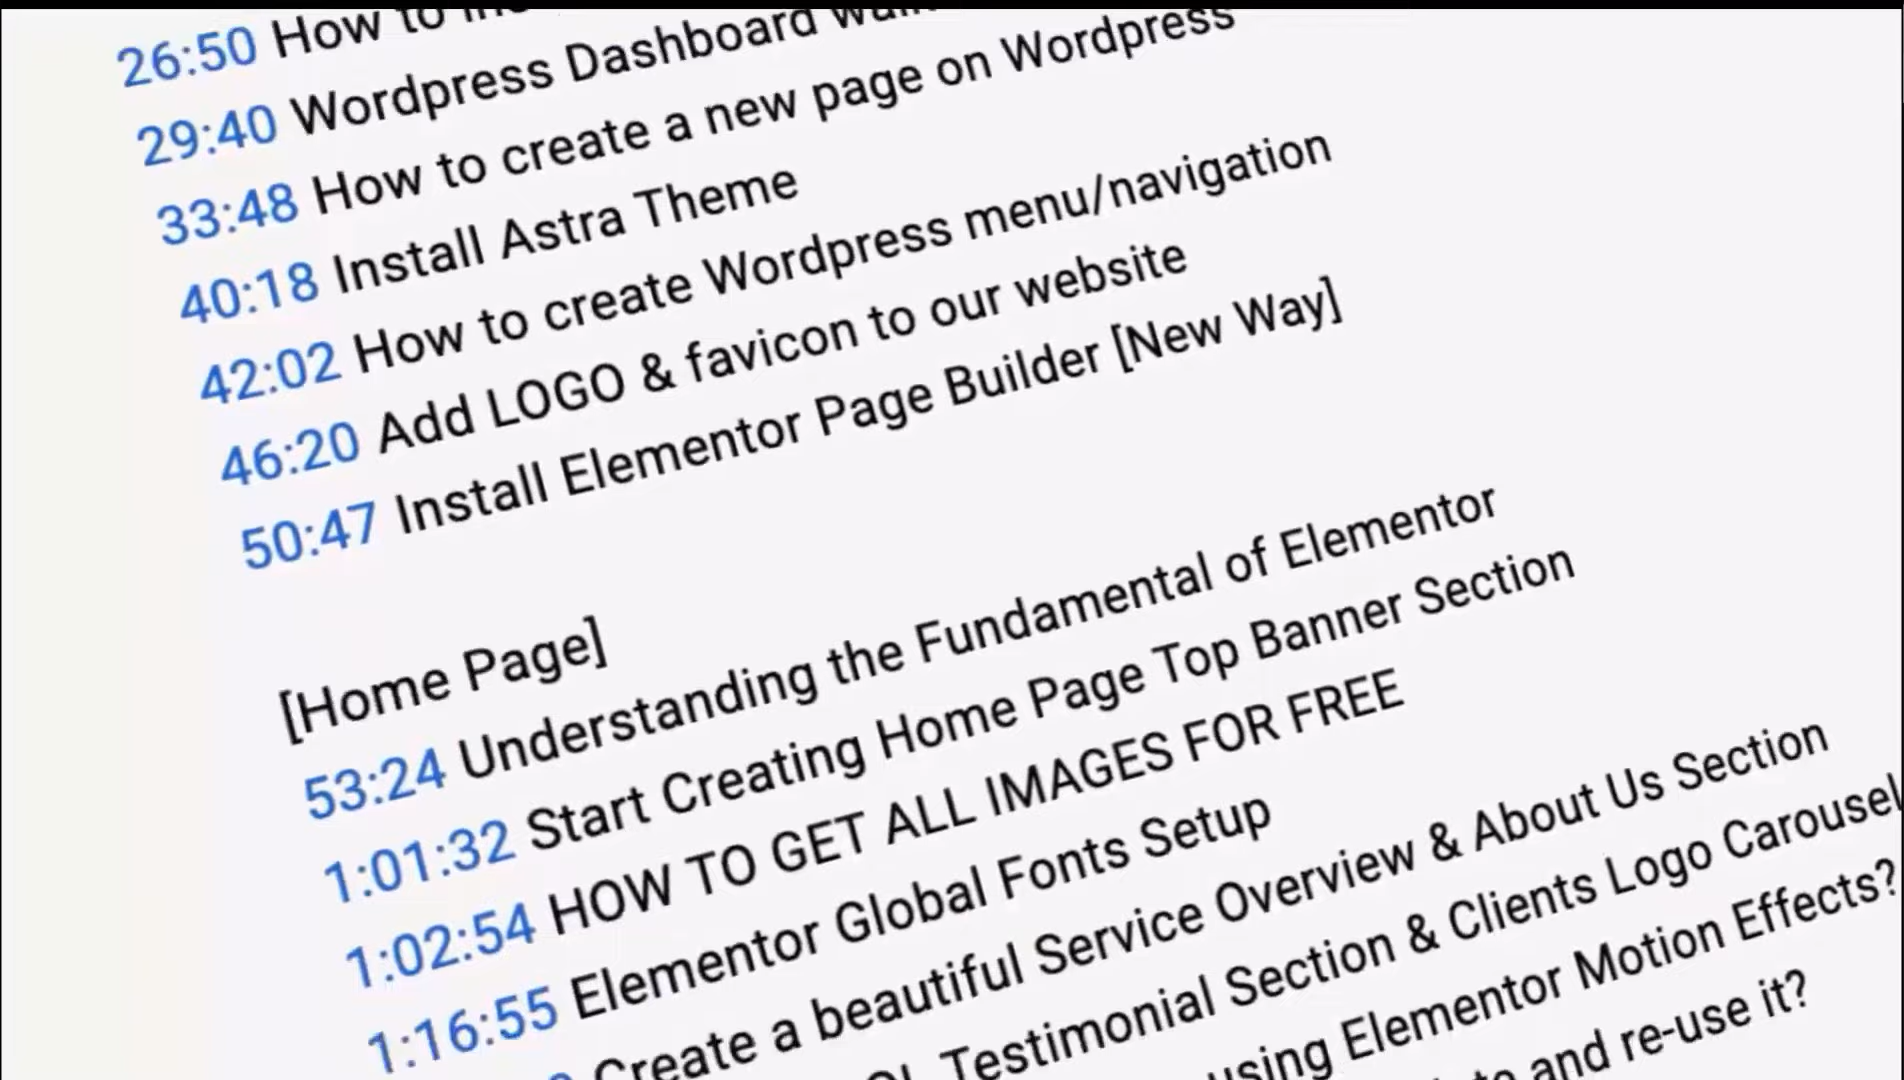 26:50 How to
29:40 Wordpress Dashboard
33:48 How to create a new page on Wordpress
40:18 Install Astra Theme
42:02 How to create Wordpress menu/navigation
46:20 Add LOGO & favicon to our website
50:47 Install Elementor Page Builder [New Way]
[Home Page]
53:24 Understanding the Fundamental of Elementor
1:01:32 Start Creating Home Page Top Banner Section
1:02:54 HOW TO GET ALL IMAGES FOR FREE
1:16:55 Elementor Global Fonts Setup
Create a beautiful Service Overview & About Us Section
Testimonial Section & Clients Logo Carousel
using Elementor Motion Effects?
and re-use it?